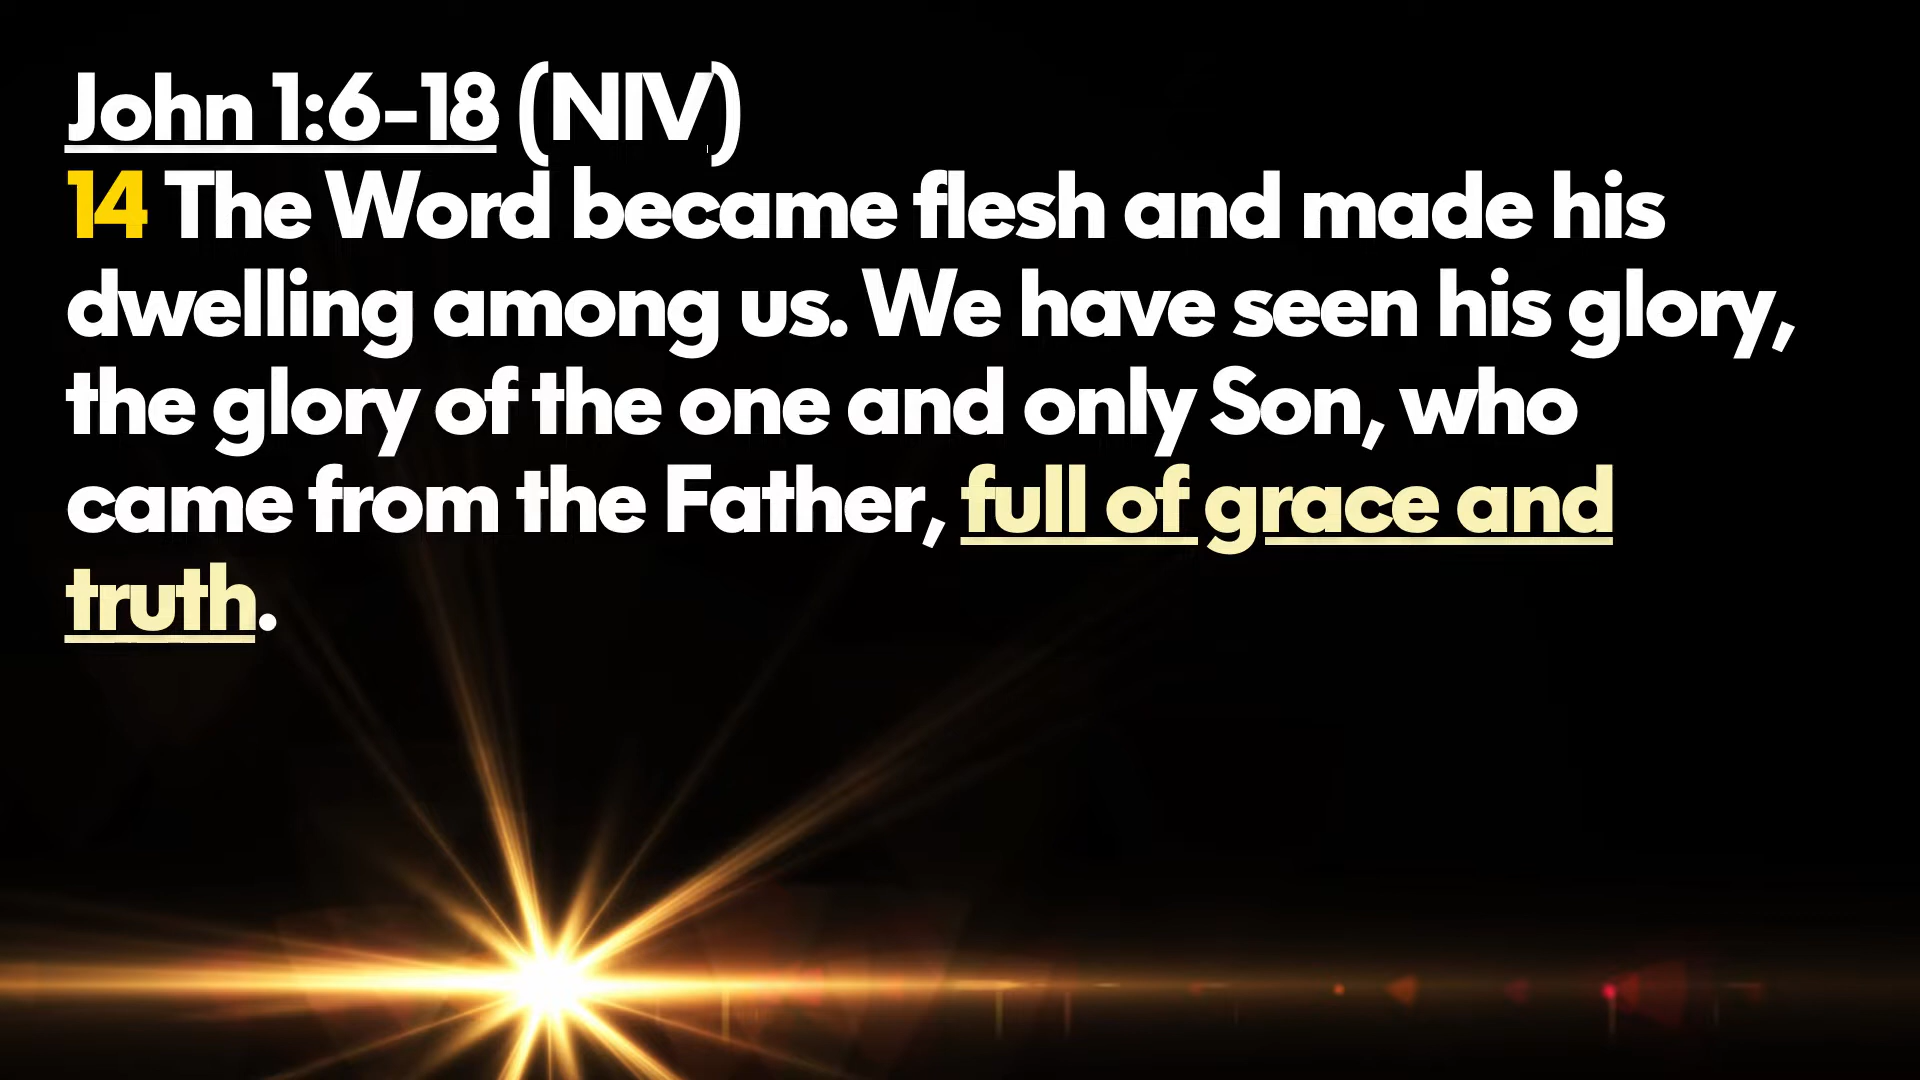 John 1:6-18 (NIV)
14 The Word became flesh and made his
dwelling among us. We have seen his glory,
the glory of the one and only Son, who
came from the Father, full of grace and
truth.